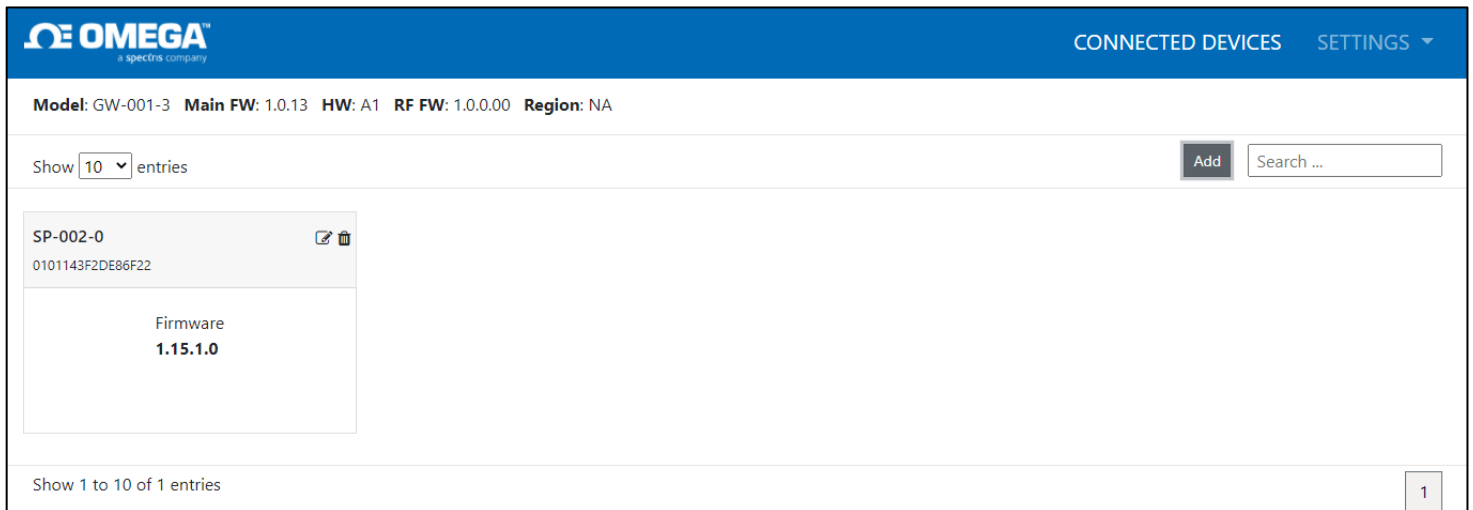 OMEGA™
a spectris company
CONNECTED DEVICES SETTINGS
Model: GW-001-3 Main FW: 1.0.13 HW: A1 RF FW: 1.0.0.00 Region: NA
Show 10 entries
Add Search ...
SP-002-0
0101143F2DE86F22
Firmware
1.15.1.0
Show 1 to 10 of 1 entries
1